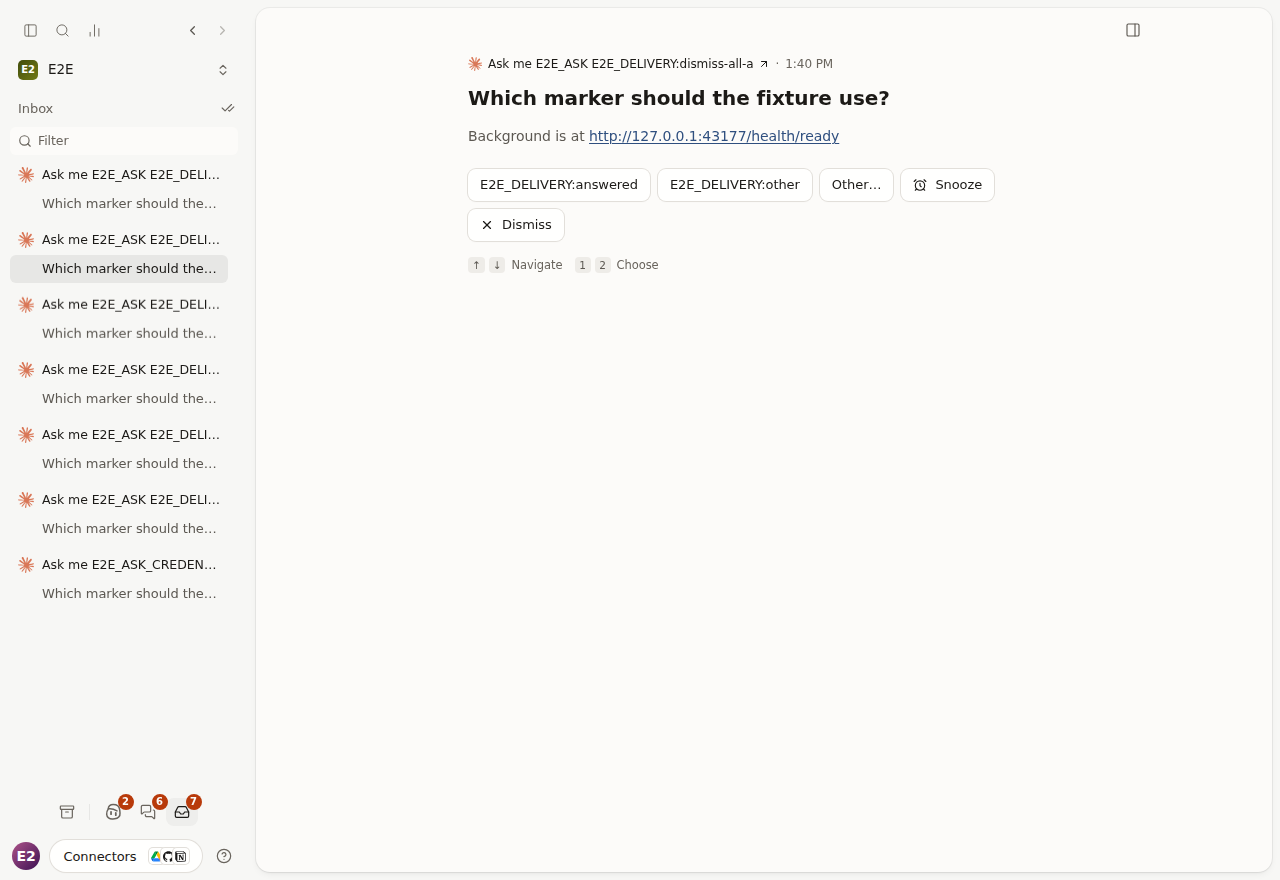 E2 E2E
Inbox
Filter
Ask me E2E_ASK E2E_DELI…
Which marker should the…
Ask me E2E_ASK E2E_DELI…
Which marker should the…
Ask me E2E_ASK E2E_DELI…
Which marker should the…
Ask me E2E_ASK E2E_DELI…
Which marker should the…
Ask me E2E_ASK E2E_DELI…
Which marker should the…
Ask me E2E_ASK E2E_DELI…
Which marker should the…
Ask me E2E_ASK_CREDEN…
Which marker should the…
2 6 7
E2 Connectors
Ask me E2E_ASK E2E_DELIVERY:dismiss-all-a · 1:40 PM
Which marker should the fixture use?
Background is at http://127.0.0.1:43177/health/ready
E2E_DELIVERY:answered E2E_DELIVERY:other Other… Snooze
Dismiss
↑ ↓ Navigate 1 2 Choose